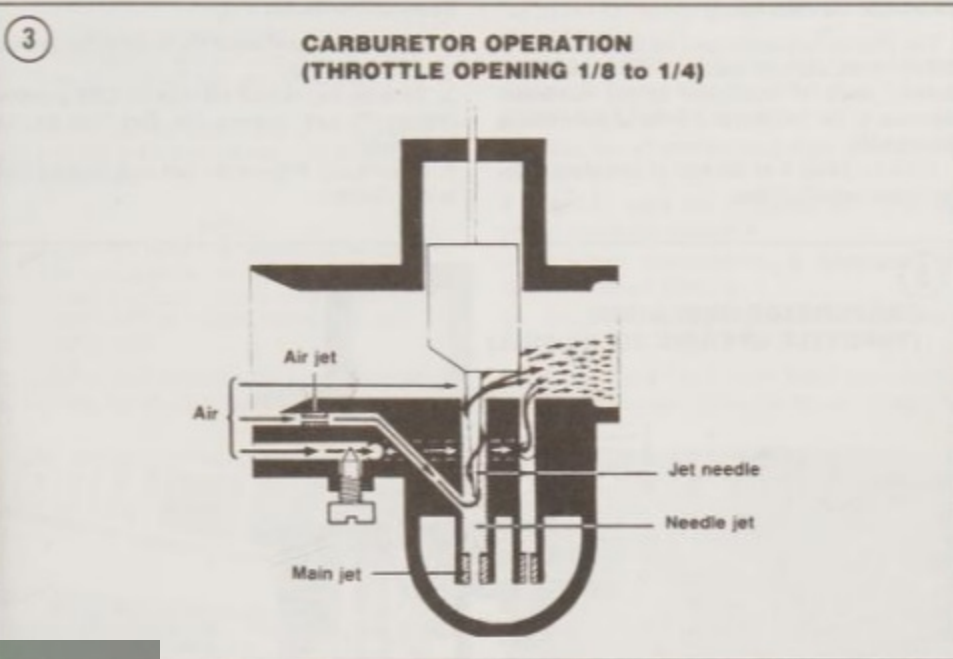 3
CARBURETOR OPERATION
(THROTTLE OPENING 1/8 to 1/4)
Air jet
Air
Jet needle
Needle jet
Main jet